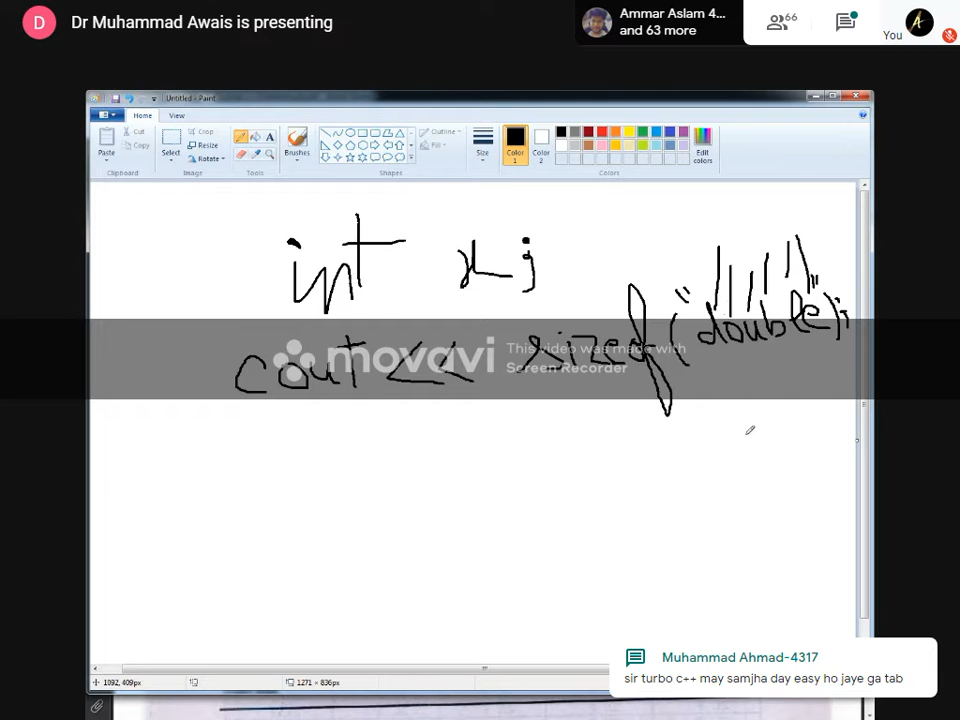 D Dr Muhammad Awais is presenting
Ammar Aslam 4...
and 63 more
66
You
Untitled - Paint
Home View
Paste
Cut
Copy
Clipboard
Select
Crop
Resize
Rotate
Image
Tools
Brushes
Shapes
Outline
Fill
Size
Color 1
Color 2
Colors
Edit colors
int x;
cout << sizeof("double");
movavi
This video was made with
Screen Recorder
1092, 409px
1271 × 836px
Muhammad Ahmad-4317
sir turbo c++ may samjha day easy ho jaye ga tab